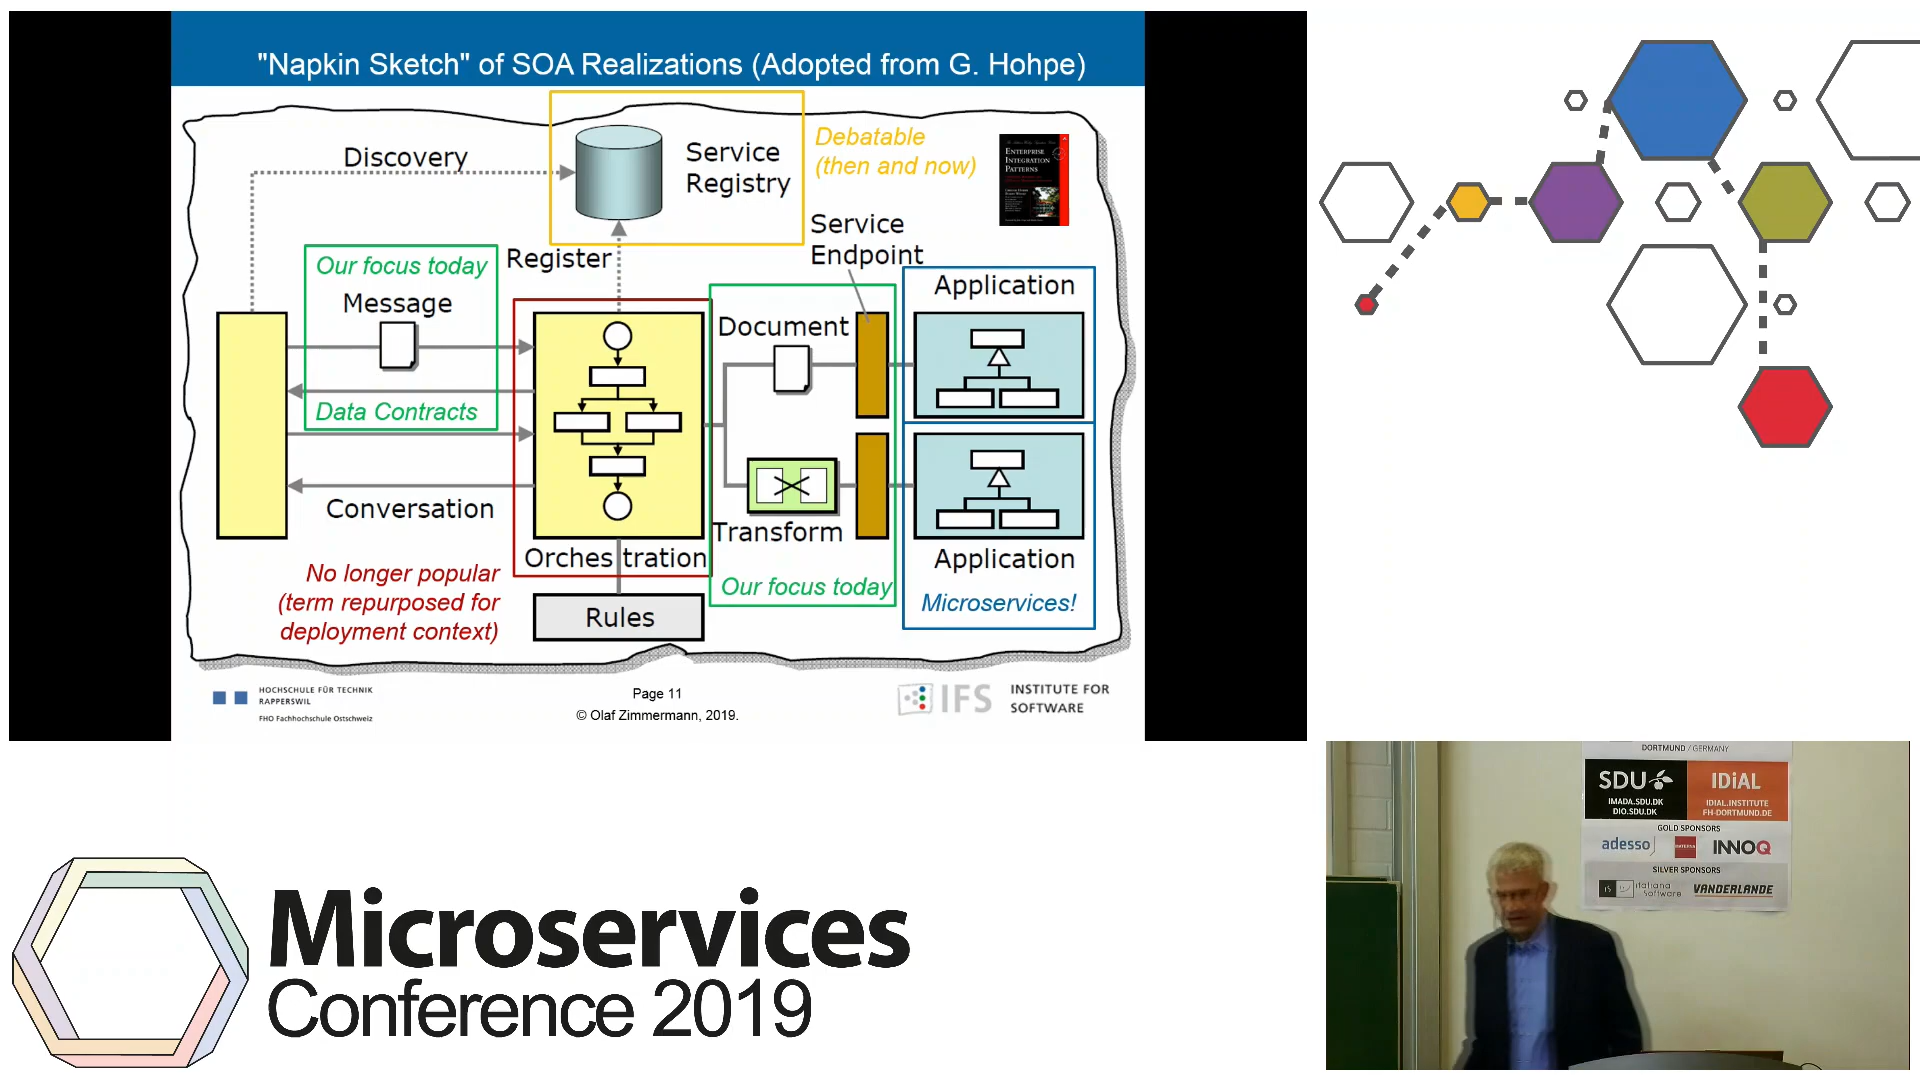 "Napkin Sketch" of SOA Realizations (Adopted from G. Hohpe)
Discovery
Service
Registry
Debatable
(then and now)
ENTERPRISE
INTEGRATION
PATTERNS
Service
Endpoint
Register
Our focus today
Message
Data Contracts
Conversation
Orchestration
Rules
No longer popular
(term repurposed for
deployment context)
Document
Transform
Our focus today
Application
Application
Microservices!
HOCHSCHULE FÜR TECHNIK
RAPPERSWIL
FHO Fachhochschule Ostschweiz
Page 11
© Olaf Zimmermann, 2019.
IFS
INSTITUTE FOR
SOFTWARE
DORTMUND / GERMANY
SDU
IMADA.SDU.DK
DIO.SDU.DK
IDiAL
IDIAL.INSTITUTE
FH-DORTMUND.DE
GOLD SPONSORS
adesso
INNOQ
SILVER SPONSORS
italiana
Software
VANDERLANDE
Microservices
Conference 2019